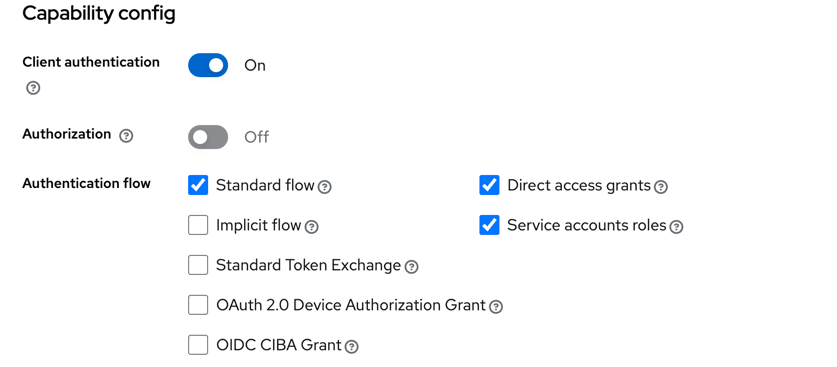 Capability config
Client authentication
On
Authorization
Off
Authentication flow
Standard flow
Direct access grants
Implicit flow
Service accounts roles
Standard Token Exchange
OAuth 2.0 Device Authorization Grant
OIDC CIBA Grant